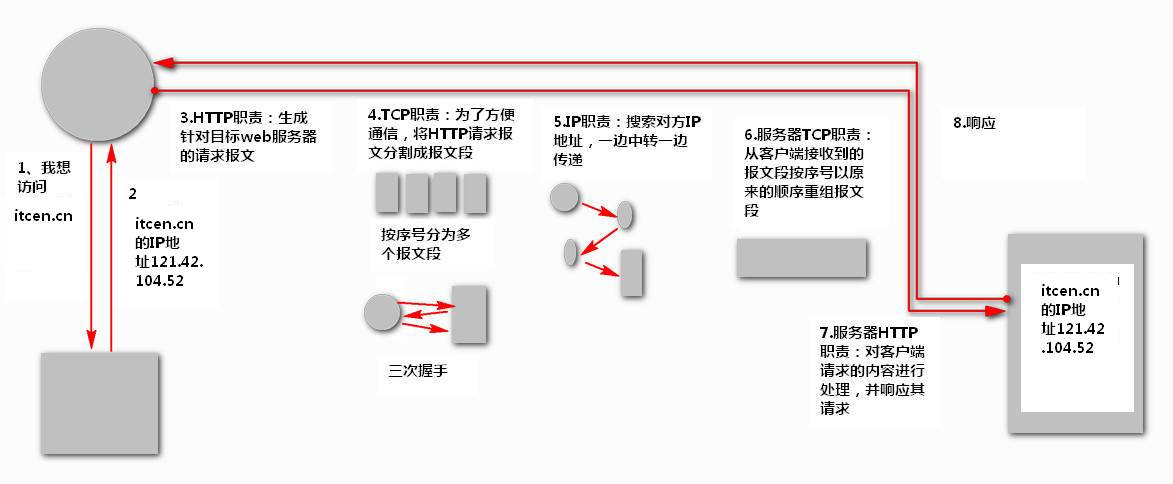 1、我想
访问
itcen.cn
2
itcen.cn
的IP地
址121.42.
104.52
3.HTTP职责：生成
针对目标web服务器
的请求报文
4.TCP职责：为了方便
通信，将HTTP请求报
文分割成报文段
按序号分为多
个报文段
三次握手
5.IP职责：搜索对方IP
地址，一边中转一边
传递
6.服务器TCP职责：
从客户端接收到的
报文段按序号以原
来的顺序重组报文
段
7.服务器HTTP
职责：对客户端
请求的内容进行
处理，并响应其
请求
8.响应
itcen.cn
的IP地
址121.42
.104.52